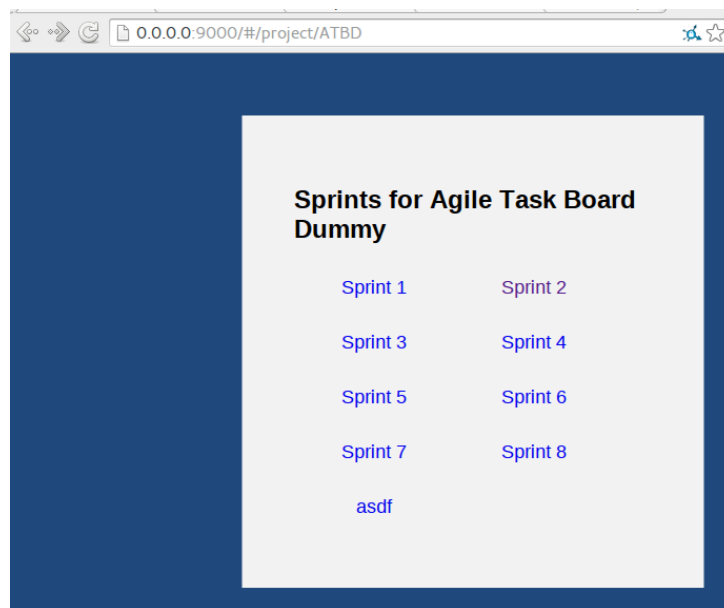 0.0.0.0:9000/#/project/ATBD
Sprints for Agile Task Board
Dummy
Sprint 1 Sprint 2
Sprint 3 Sprint 4
Sprint 5 Sprint 6
Sprint 7 Sprint 8
asdf